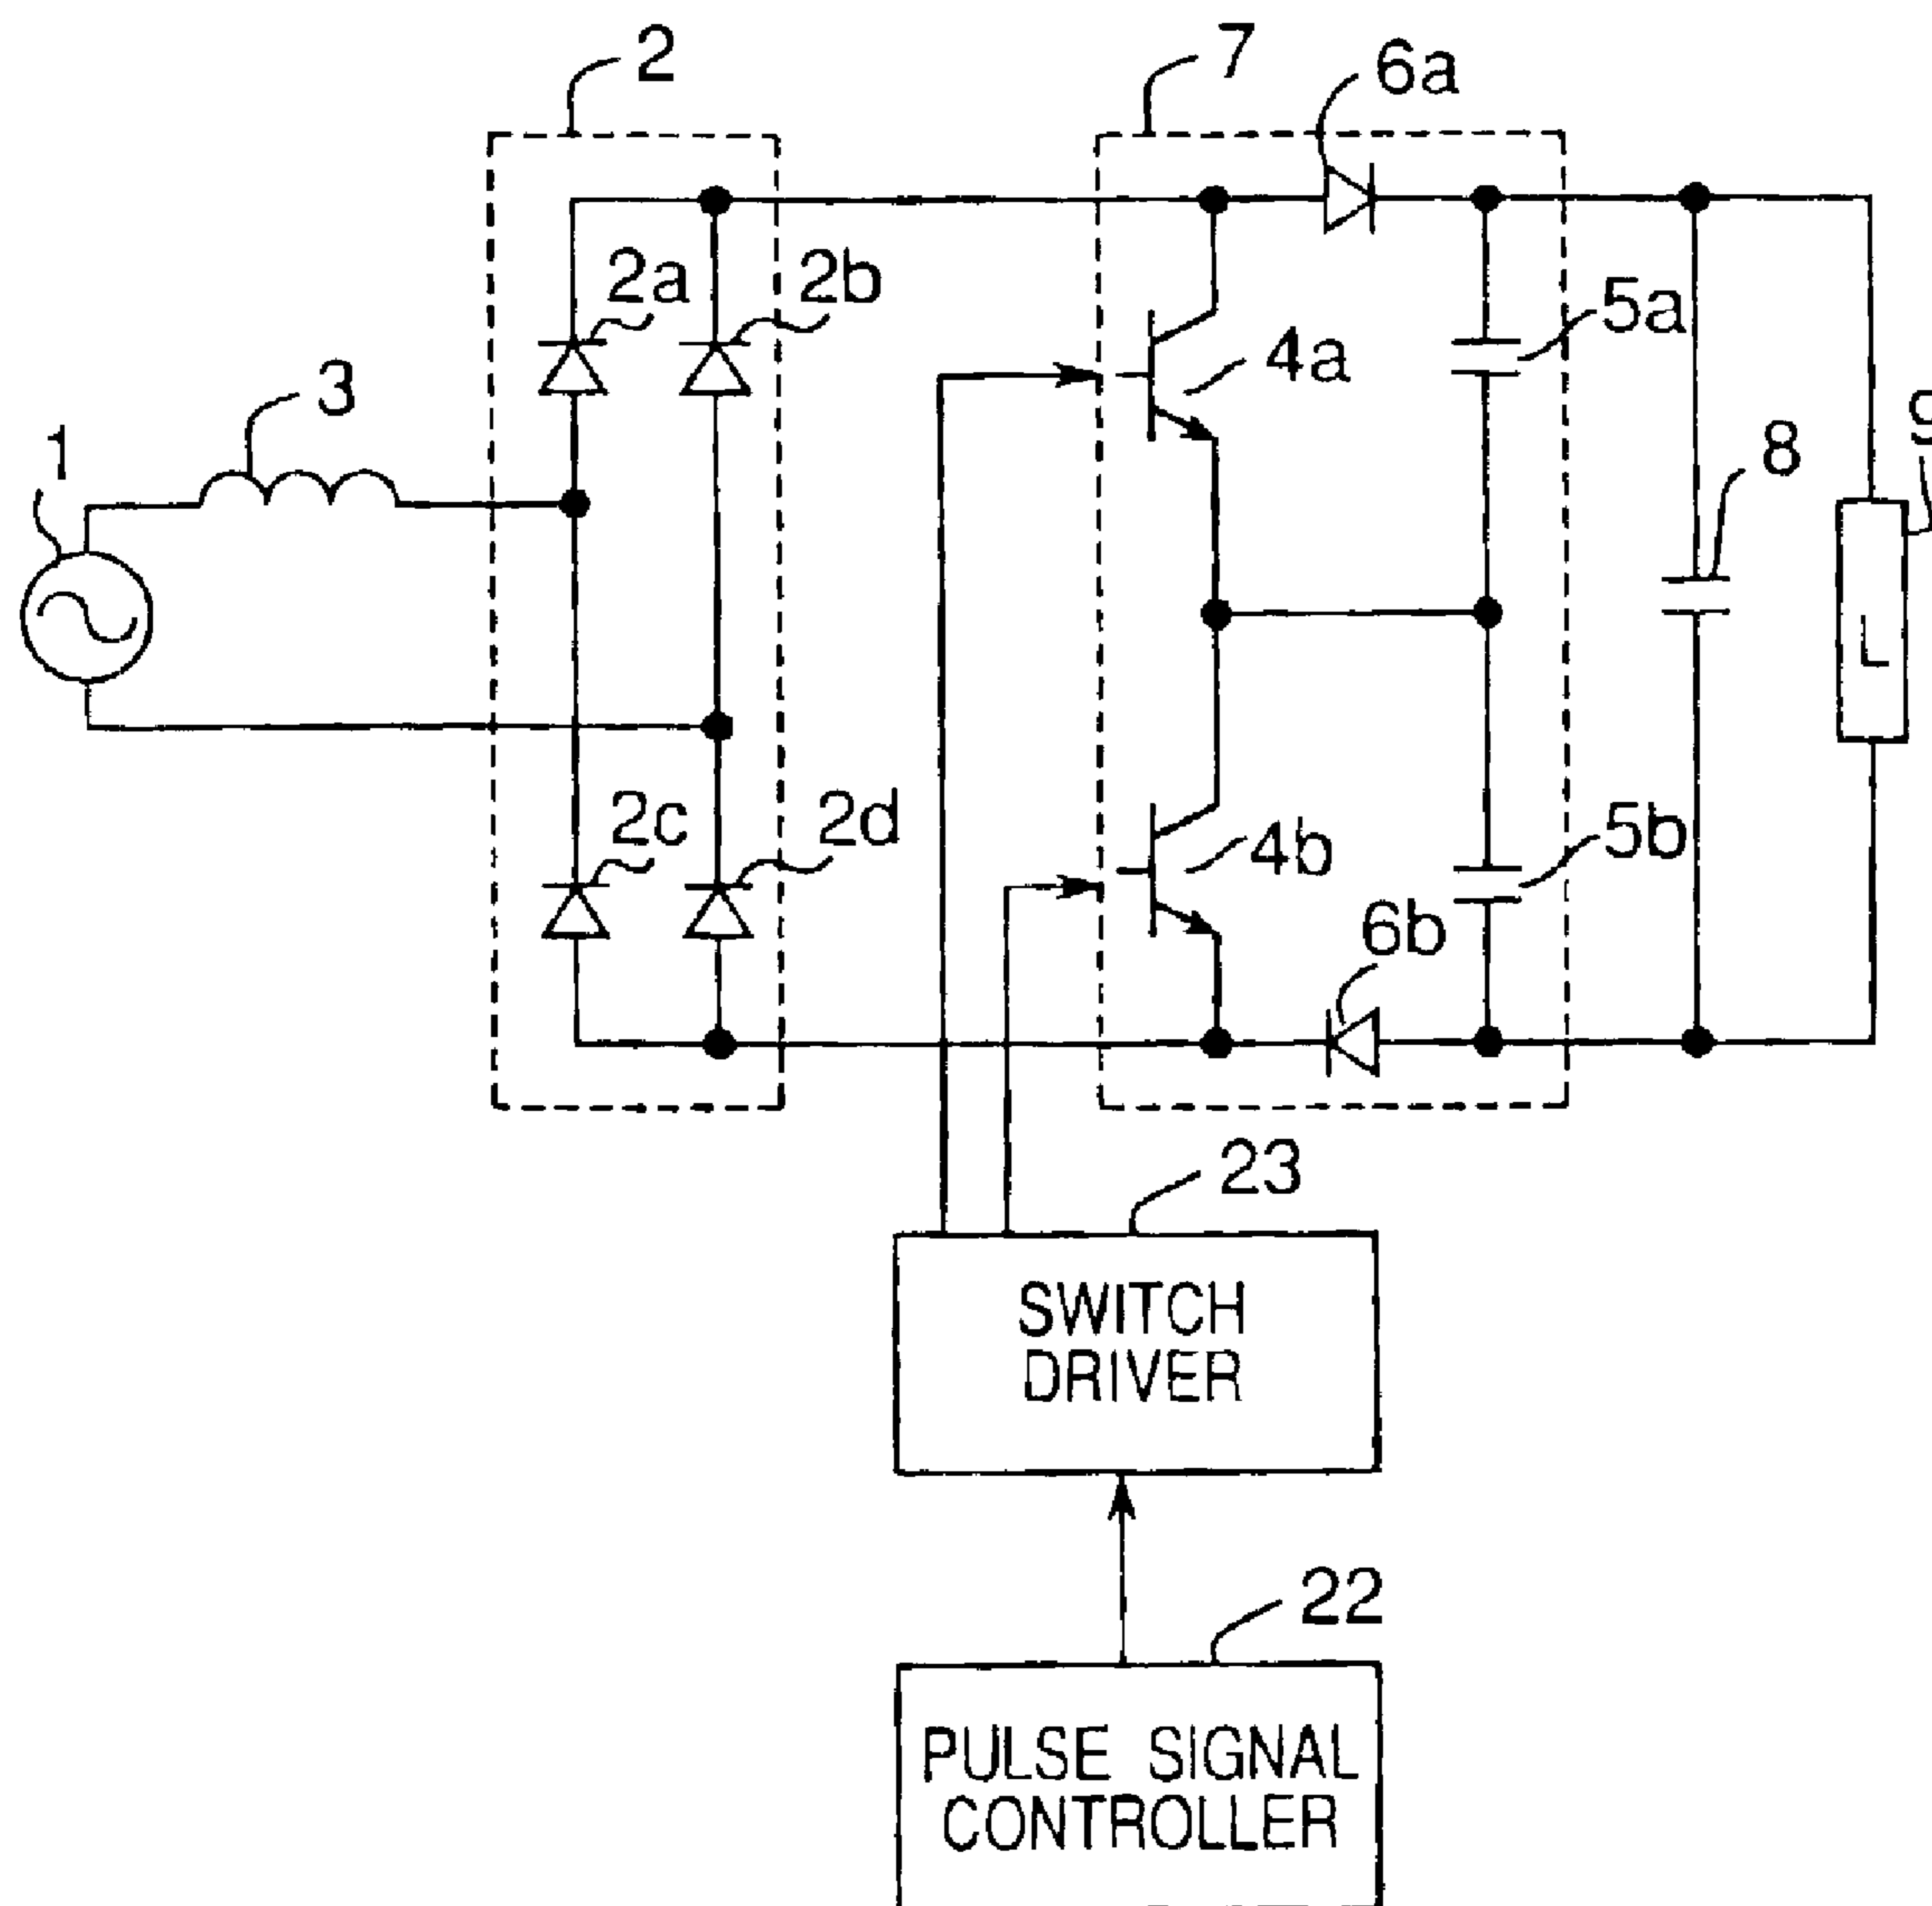 2
7
6a
2a
2b
5a
3
4a
1
9
8
L
2c
2d
4b
5b
6b
23
SWITCH
DRIVER
22
PULSE SIGNAL
CONTROLLER